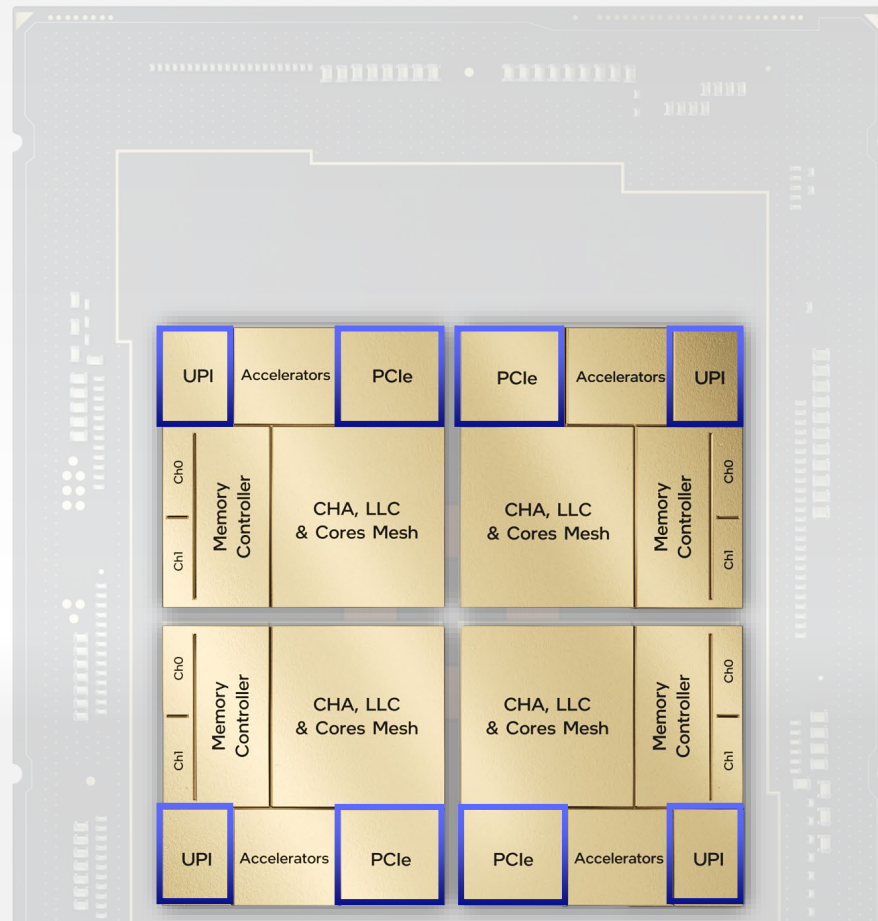 UPI
Accelerators
PCIe
PCIe
Accelerators
UPI
Ch0
Ch1
Memory
Controller
CHA, LLC
& Cores Mesh
CHA, LLC
& Cores Mesh
Memory
Controller
Ch0
Ch1
Ch0
Ch1
Memory
Controller
CHA, LLC
& Cores Mesh
CHA, LLC
& Cores Mesh
Memory
Controller
Ch0
Ch1
UPI
Accelerators
PCIe
PCIe
Accelerators
UPI